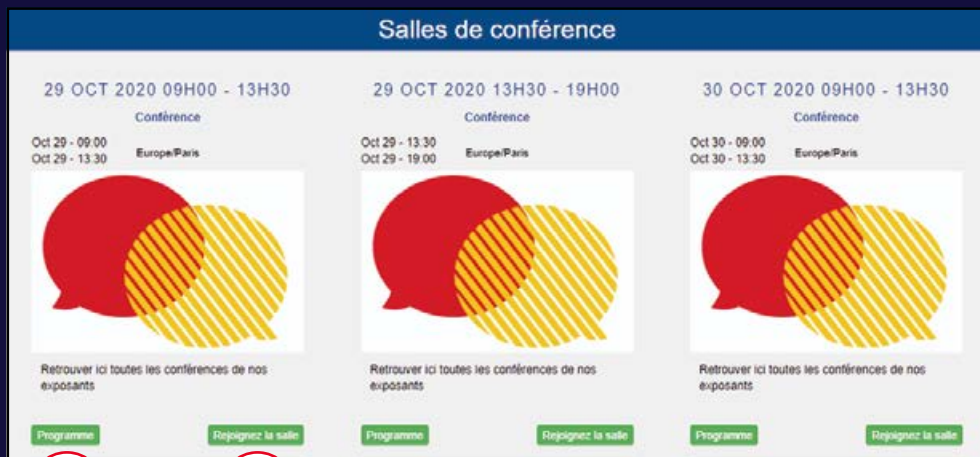 Salles de conférence
29 OCT 2020 09H00 - 13H30
Conférence
Oct 29 - 09:00
Oct 29 - 13:30
Europe/Paris
Retrouver ici toutes les conférences de nos
exposants
Programme
Rejoignez la salle
29 OCT 2020 13H30 - 19H00
Conférence
Oct 29 - 13:30
Oct 29 - 19:00
Europe/Paris
Retrouver ici toutes les conférences de nos
exposants
Programme
Rejoignez la salle
30 OCT 2020 09H00 - 13H30
Conférence
Oct 30 - 09:00
Oct 30 - 13:30
Europe/Paris
Retrouver ici toutes les conférences de nos
exposants
Programme
Rejoignez la salle